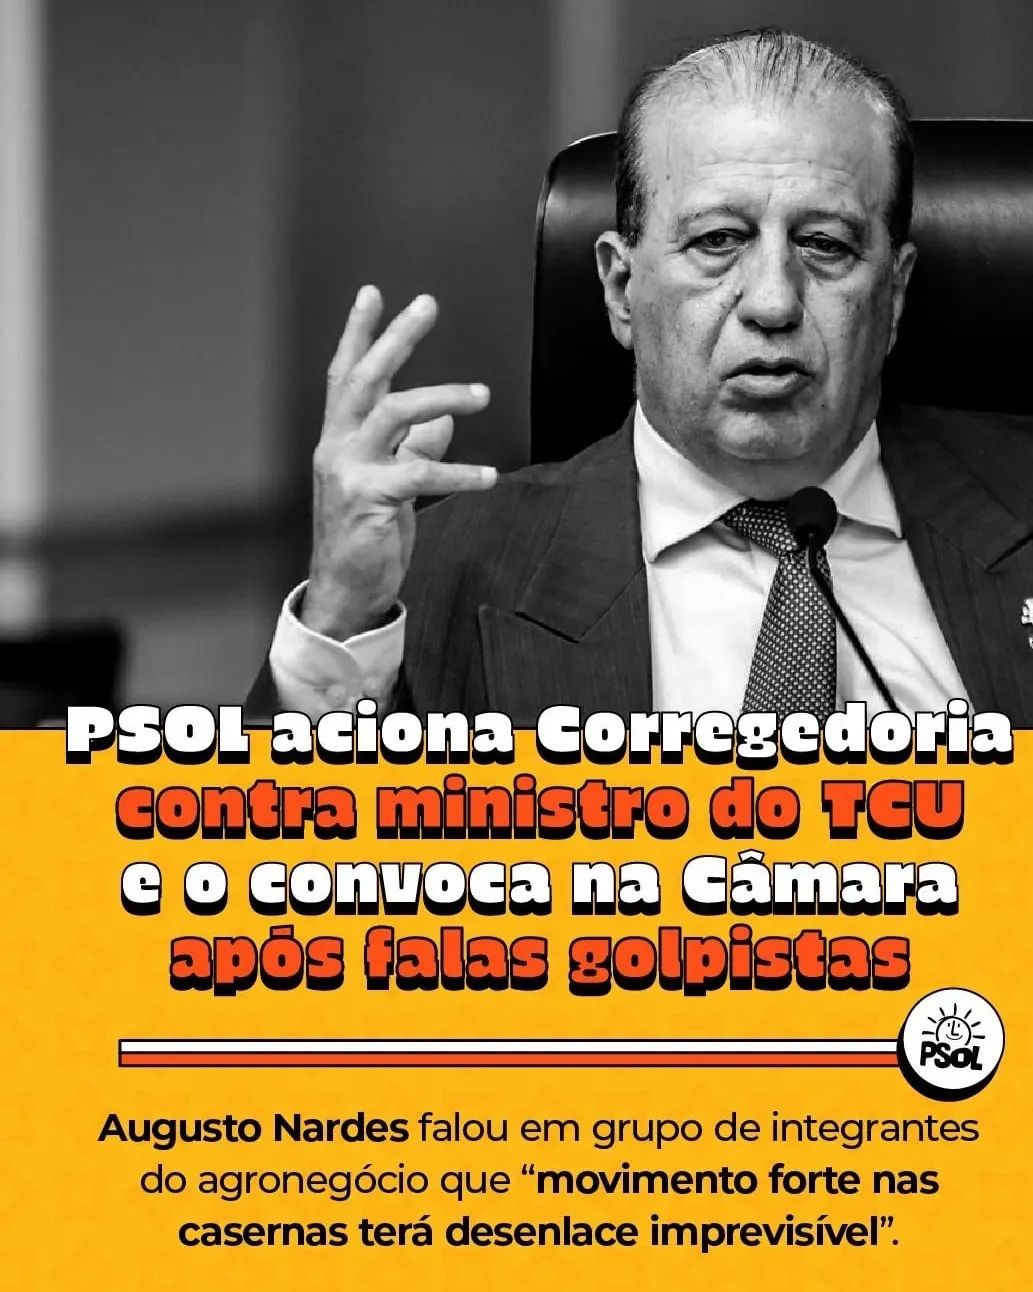 PSOL aciona Corregedoria
contra ministro do TCU
e o convoca na Câmara
após falas golpistas
PSOL
Augusto Nardes falou em grupo de integrantes
do agronegócio que “movimento forte nas
casernas terá desenlace imprevisível”.